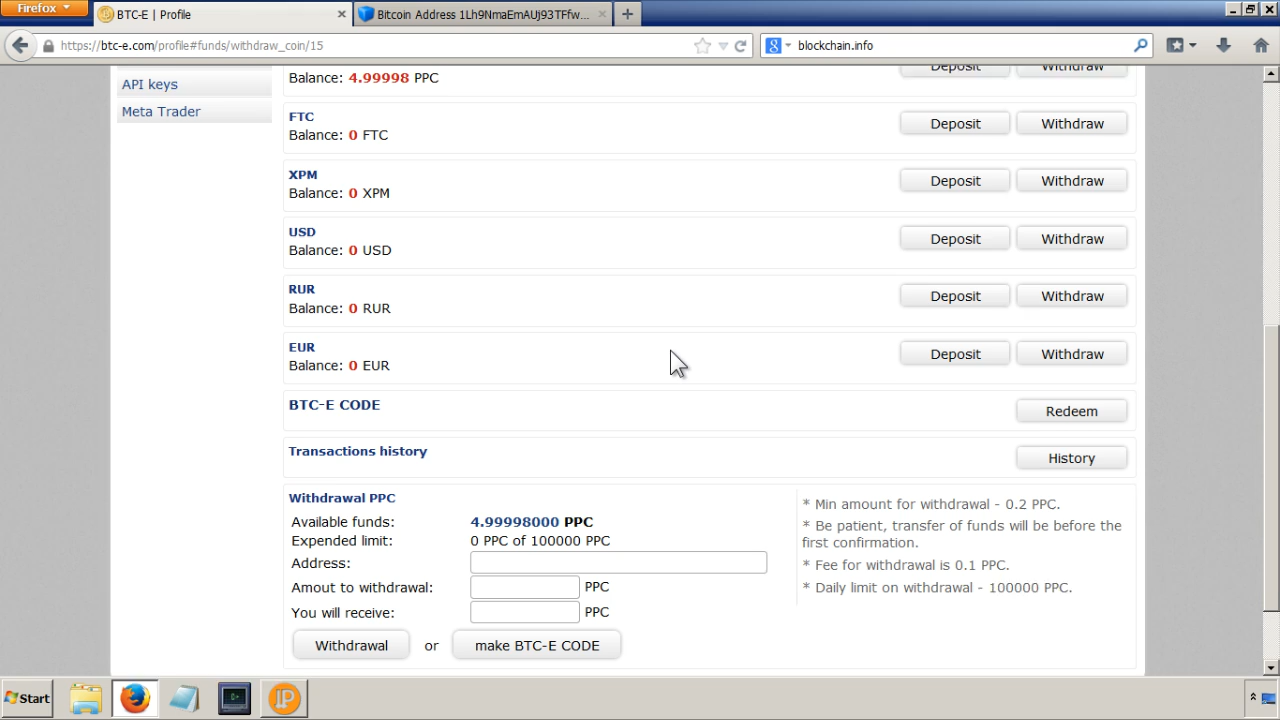 Firefox
BTC-E | Profile
Bitcoin Address 1Lh9NmaEmAUj93TFfw...
https://btc-e.com/profile#funds/withdraw_coin/15
blockchain.info
API keys
Meta Trader
Balance: 4.99998 PPC
Deposit Withdraw
FTC
Balance: 0 FTC
Deposit Withdraw
XPM
Balance: 0 XPM
Deposit Withdraw
USD
Balance: 0 USD
Deposit Withdraw
RUR
Balance: 0 RUR
Deposit Withdraw
EUR
Balance: 0 EUR
Deposit Withdraw
BTC-E CODE
Redeem
Transactions history
History
Withdrawal PPC
Available funds: 4.99998000 PPC
Expended limit: 0 PPC of 100000 PPC
Address:
Amout to withdrawal: PPC
You will receive: PPC
Withdrawal or make BTC-E CODE
* Min amount for withdrawal - 0.2 PPC.
* Be patient, transfer of funds will be before the
first confirmation.
* Fee for withdrawal is 0.1 PPC.
* Daily limit on withdrawal - 100000 PPC.
Start